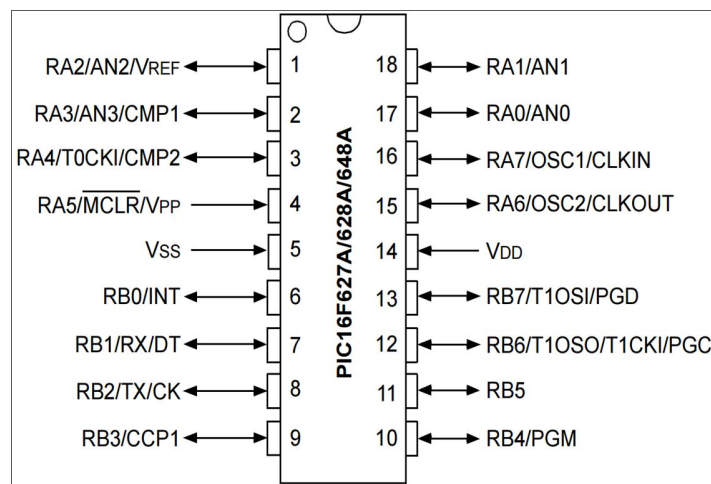 RA2/AN2/VREF 1 18 RA1/AN1
RA3/AN3/CMP1 2 17 RA0/AN0
RA4/T0CKI/CMP2 3 16 RA7/OSC1/CLKIN
RA5/MCLR/VPP 4 15 RA6/OSC2/CLKOUT
VSS 5 14 VDD
RB0/INT 6 13 RB7/T1OSI/PGD
RB1/RX/DT 7 12 RB6/T1OSO/T1CKI/PGC
RB2/TX/CK 8 11 RB5
RB3/CCP1 9 10 RB4/PGM
PIC16F627A/628A/648A